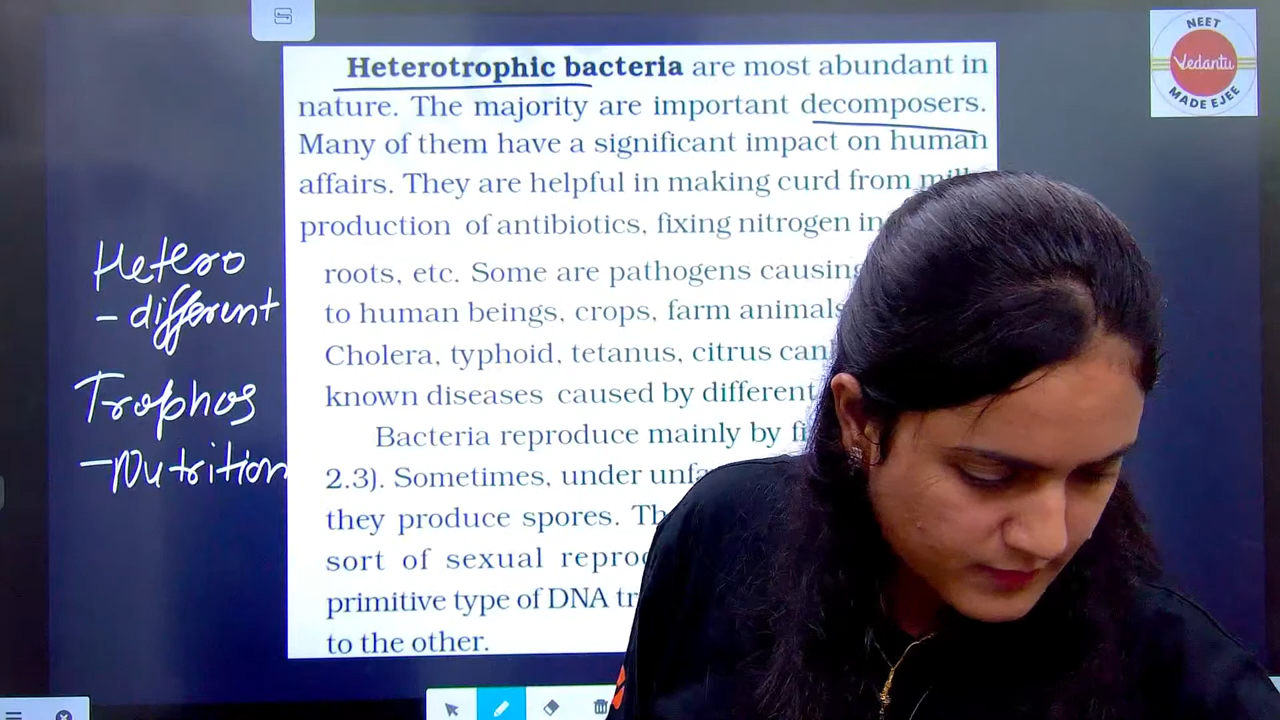 NEET
Vedantu
MADE EJEE
Heterotrophic bacteria are most abundant in
nature. The majority are important decomposers.
Many of them have a significant impact on human
affairs. They are helpful in making curd from
production of antibiotics, fixing nitrogen in
roots, etc. Some are pathogens causing
to human beings, crops, farm animals
Cholera, typhoid, tetanus, citrus
known diseases caused by different
Bacteria reproduce mainly by
2.3). Sometimes, under
they produce spores.
sort of sexual
primitive type of DNA
to the other.
Hetero
- different
Trophos
- Nutrition